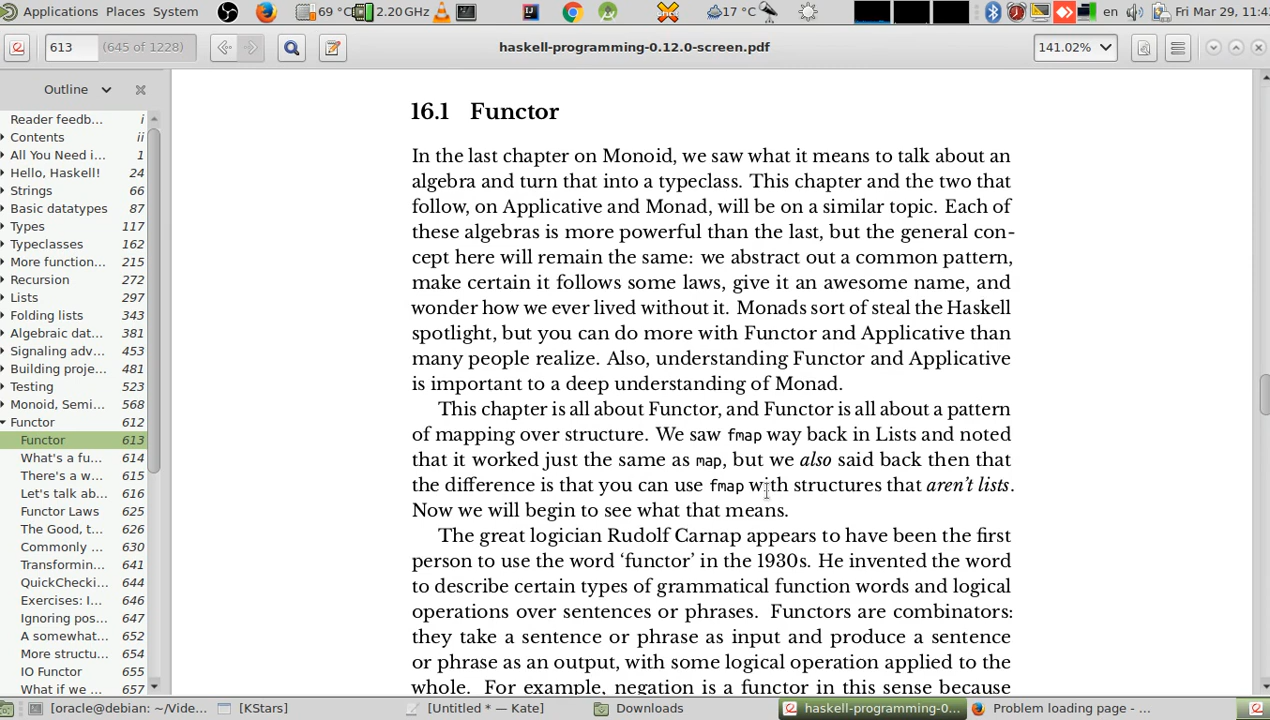 Applications Places System 69 °C 2.20 GHz 17 °C en Fri Mar 29, 11:4
613 (645 of 1228) haskell-programming-0.12.0-screen.pdf 141.02%
Outline
Reader feedb... i
Contents ii
All You Need i... 1
Hello, Haskell! 24
Strings 66
Basic datatypes 87
Types 117
Typeclasses 162
More function... 215
Recursion 272
Lists 297
Folding lists 343
Algebraic dat... 381
Signaling adv... 453
Building proje... 481
Testing 523
Monoid, Semi... 568
Functor 612
Functor 613
What's a fu... 614
There's a w... 615
Let's talk ab... 616
Functor Laws 625
The Good, t... 626
Commonly ... 630
Transformin... 641
QuickChecki... 644
Exercises: I... 646
Ignoring pos... 647
A somewhat... 652
More structu... 654
IO Functor 655
What if we ... 657
16.1 Functor
In the last chapter on Monoid, we saw what it means to talk about an
algebra and turn that into a typeclass. This chapter and the two that
follow, on Applicative and Monad, will be on a similar topic. Each of
these algebras is more powerful than the last, but the general con-
cept here will remain the same: we abstract out a common pattern,
make certain it follows some laws, give it an awesome name, and
wonder how we ever lived without it. Monads sort of steal the Haskell
spotlight, but you can do more with Functor and Applicative than
many people realize. Also, understanding Functor and Applicative
is important to a deep understanding of Monad.
This chapter is all about Functor, and Functor is all about a pattern
of mapping over structure. We saw fmap way back in Lists and noted
that it worked just the same as map, but we also said back then that
the difference is that you can use fmap with structures that aren't lists.
Now we will begin to see what that means.
The great logician Rudolf Carnap appears to have been the first
person to use the word ‘functor’ in the 1930s. He invented the word
to describe certain types of grammatical function words and logical
operations over sentences or phrases. Functors are combinators:
they take a sentence or phrase as input and produce a sentence
or phrase as an output, with some logical operation applied to the
whole. For example, negation is a functor in this sense because
[oracle@debian: ~/Vide... [KStars] [Untitled * — Kate] Downloads haskell-programming-0.... Problem loading page - ...